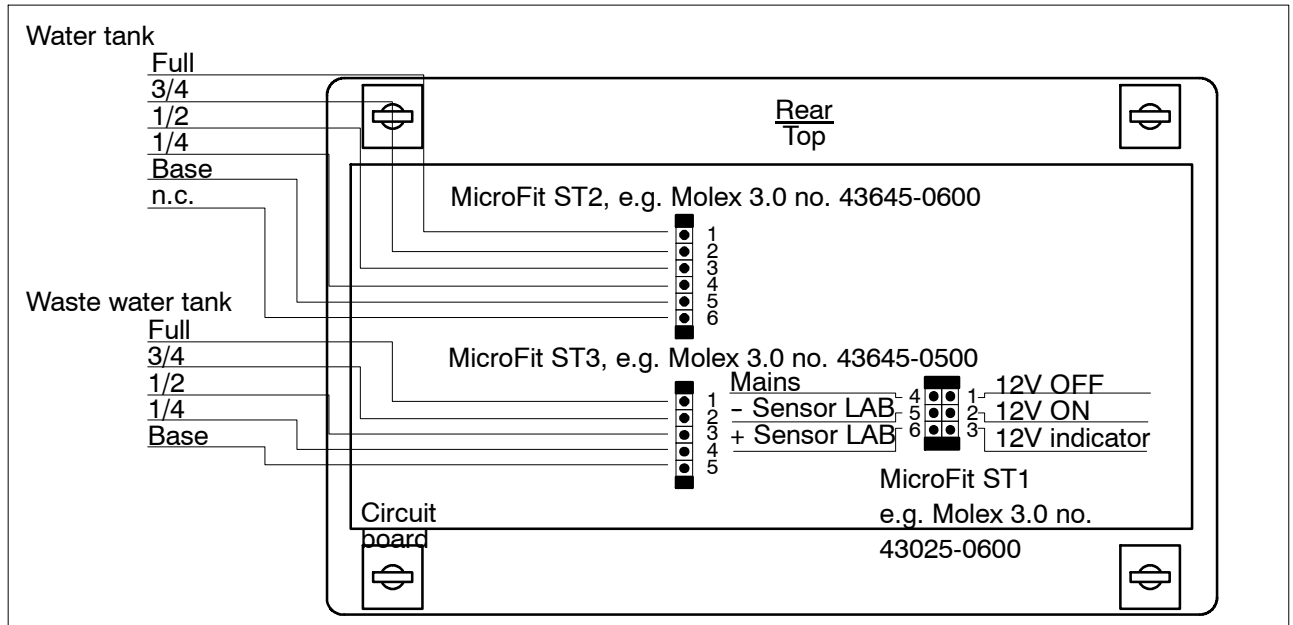 Water tank
Full
3/4
1/2
1/4
Base
n.c.
Rear
Top
MicroFit ST2, e.g. Molex 3.0 no. 43645-0600
1
2
3
4
5
6
Waste water tank
Full
3/4
1/2
1/4
Base
MicroFit ST3, e.g. Molex 3.0 no. 43645-0500
1
2
3
4
5
Mains 4 1 12V OFF
– Sensor LAB 5 2 12V ON
+ Sensor LAB 6 3 12V indicator
MicroFit ST1
e.g. Molex 3.0 no.
43025-0600
Circuit
board